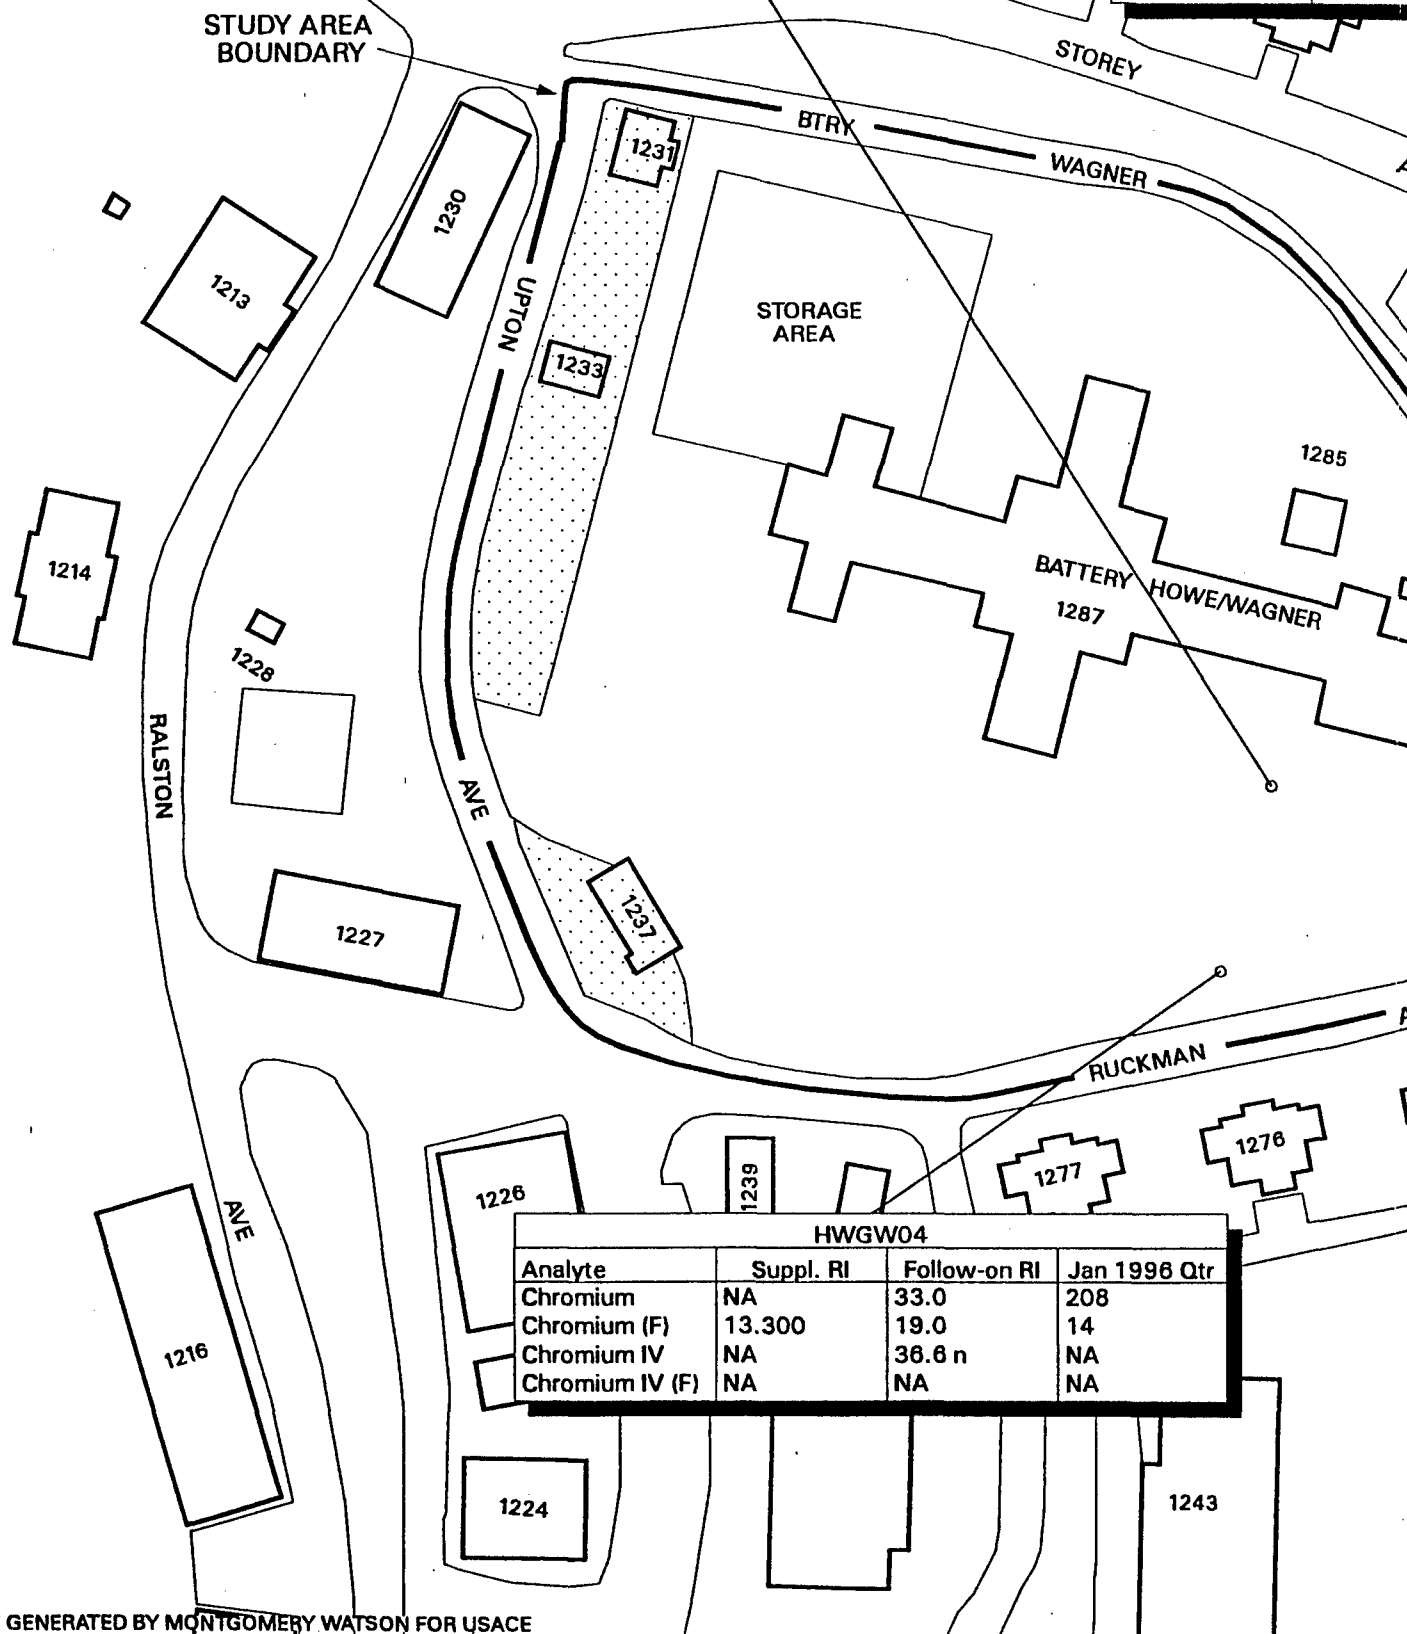 STUDY AREA
BOUNDARY
STOREY
BTRY
WAGNER
1231
1230
1213
UPTON
STORAGE
AREA
1233
1285
1214
BATTERY HOWE/WAGNER
1287
1228
RALSTON
AVE
1237
1227
RUCKMAN
1276
1277
1239
1226
AVE
HWGW04
Analyte Suppl. RI Follow-on RI Jan 1996 Qtr
Chromium NA 33.0 208
Chromium (F) 13.300 19.0 14
Chromium IV NA 36.6 n NA
Chromium IV (F) NA NA NA
1216
1224
1243
GENERATED BY MONTGOMERY WATSON FOR USACE